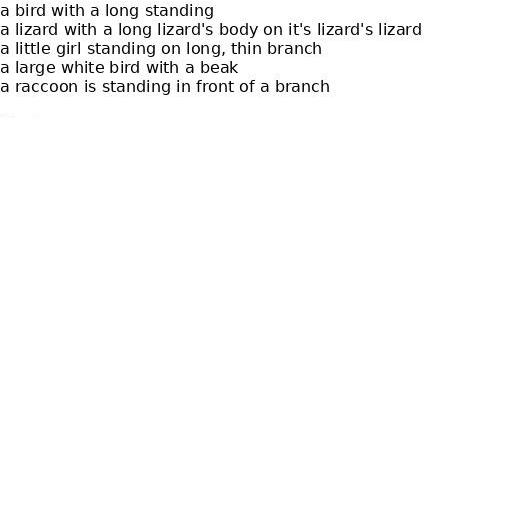 a bird with a long standing
a lizard with a long lizard's body on it's lizard's lizard
a little girl standing on long, thin branch
a large white bird with a beak
a raccoon is standing in front of a branch